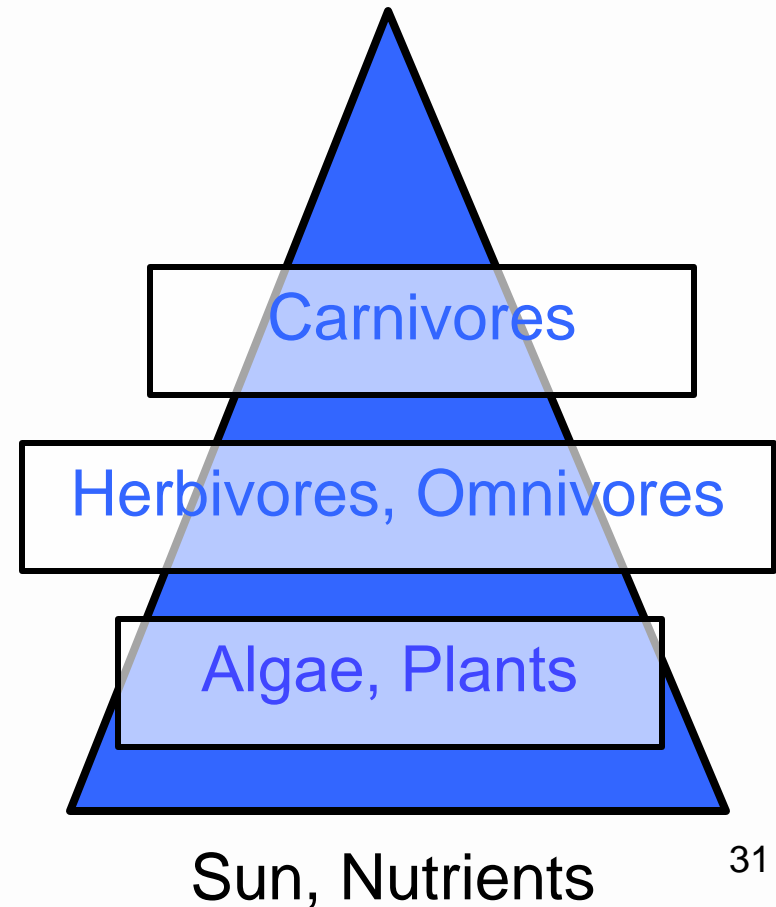 Carnivores
Herbivores, Omnivores
Algae, Plants
Sun, Nutrients
31